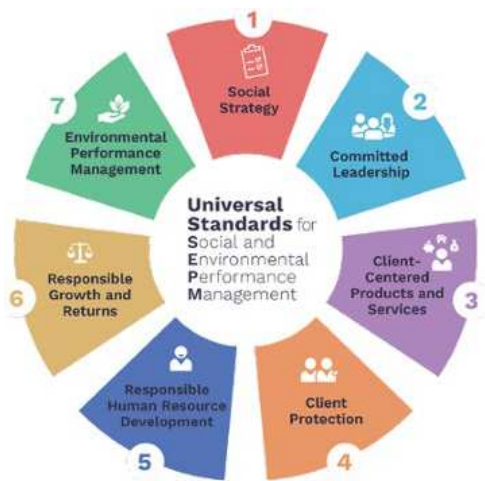 1
Social
Strategy
2
Committed
Leadership
Client-
Centered
Products and
Services
3
Client
Protection
4
Responsible
Human Resource
Development
5
Responsible
Growth and
Returns
6
7
Environmental
Performance
Management
Universal
Standards for
Social and
Environmental
Performance
Management